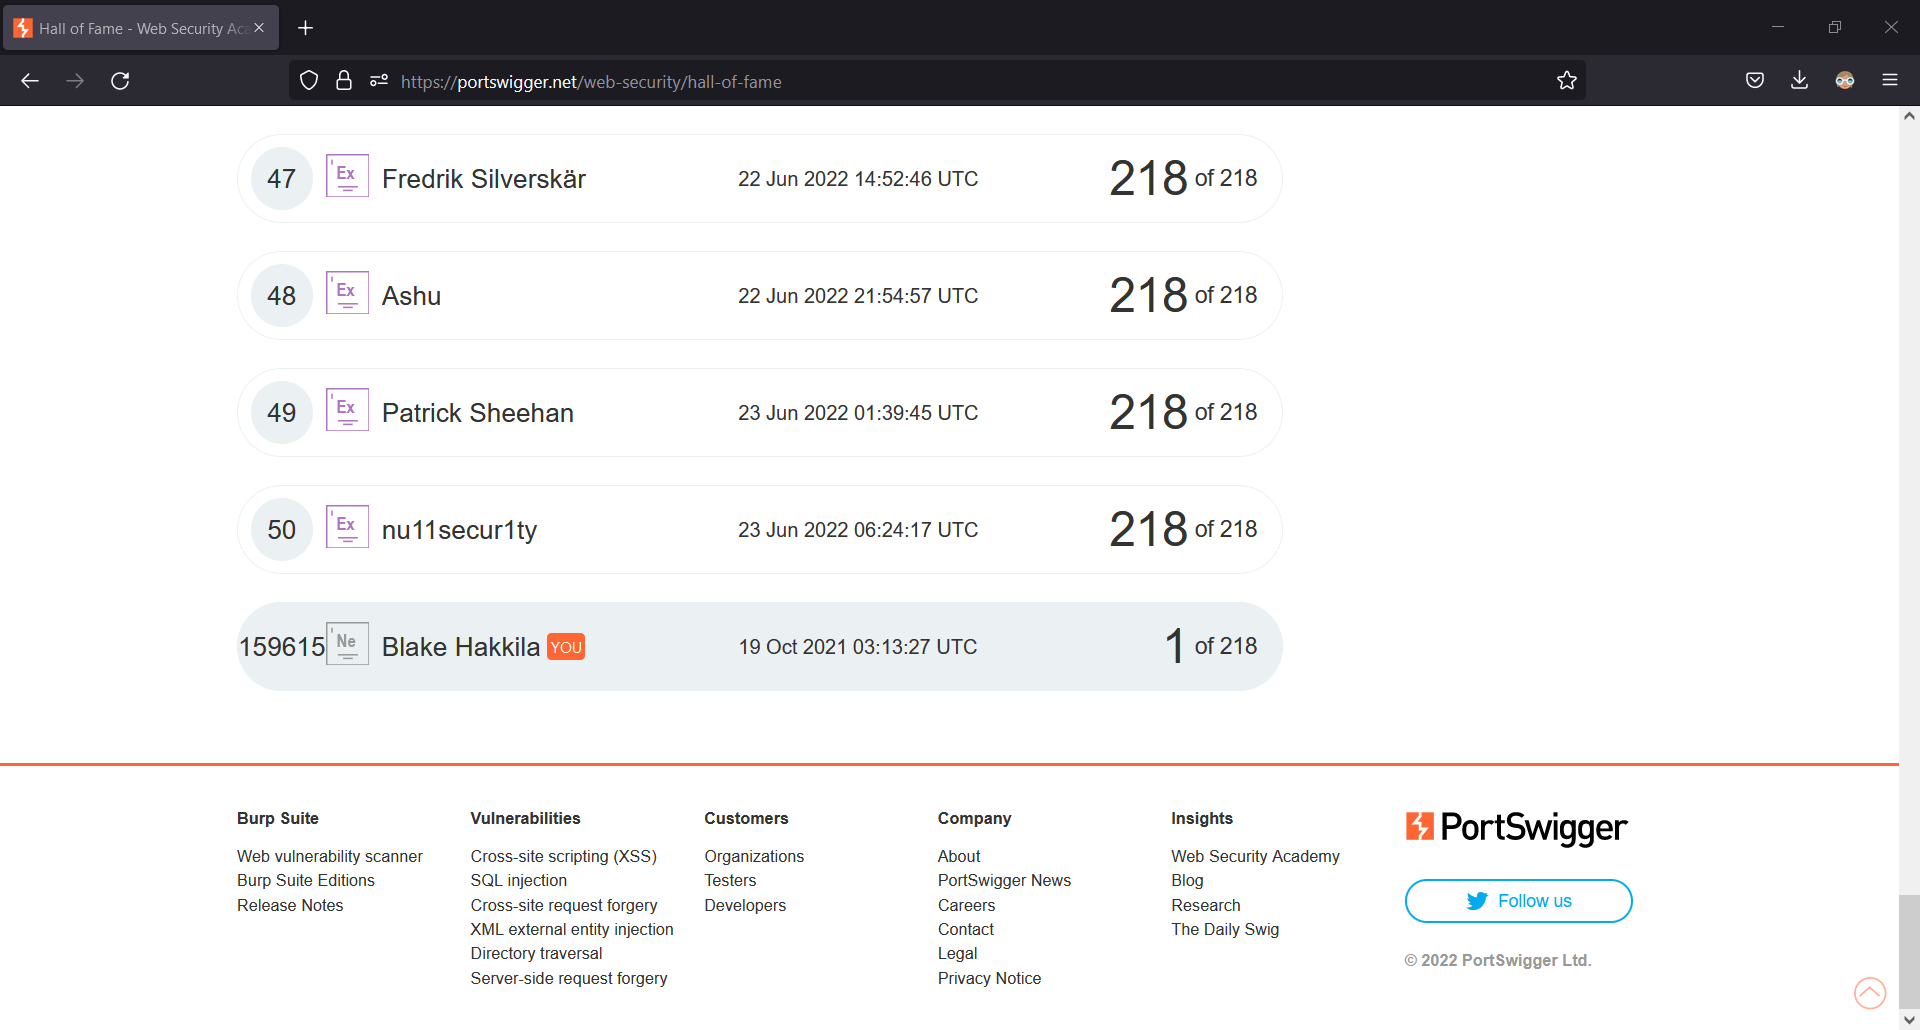 Hall of Fame - Web Security Aca
https://portswigger.net/web-security/hall-of-fame
47 Ex Fredrik Silverskär 22 Jun 2022 14:52:46 UTC 218 of 218
48 Ex Ashu 22 Jun 2022 21:54:57 UTC 218 of 218
49 Ex Patrick Sheehan 23 Jun 2022 01:39:45 UTC 218 of 218
50 Ex nu11secur1ty 23 Jun 2022 06:24:17 UTC 218 of 218
159615 Ne Blake Hakkila YOU 19 Oct 2021 03:13:27 UTC 1 of 218
Burp Suite
Web vulnerability scanner
Burp Suite Editions
Release Notes
Vulnerabilities
Cross-site scripting (XSS)
SQL injection
Cross-site request forgery
XML external entity injection
Directory traversal
Server-side request forgery
Customers
Organizations
Testers
Developers
Company
About
PortSwigger News
Careers
Contact
Legal
Privacy Notice
Insights
Web Security Academy
Blog
Research
The Daily Swig
PortSwigger
Follow us
© 2022 PortSwigger Ltd.